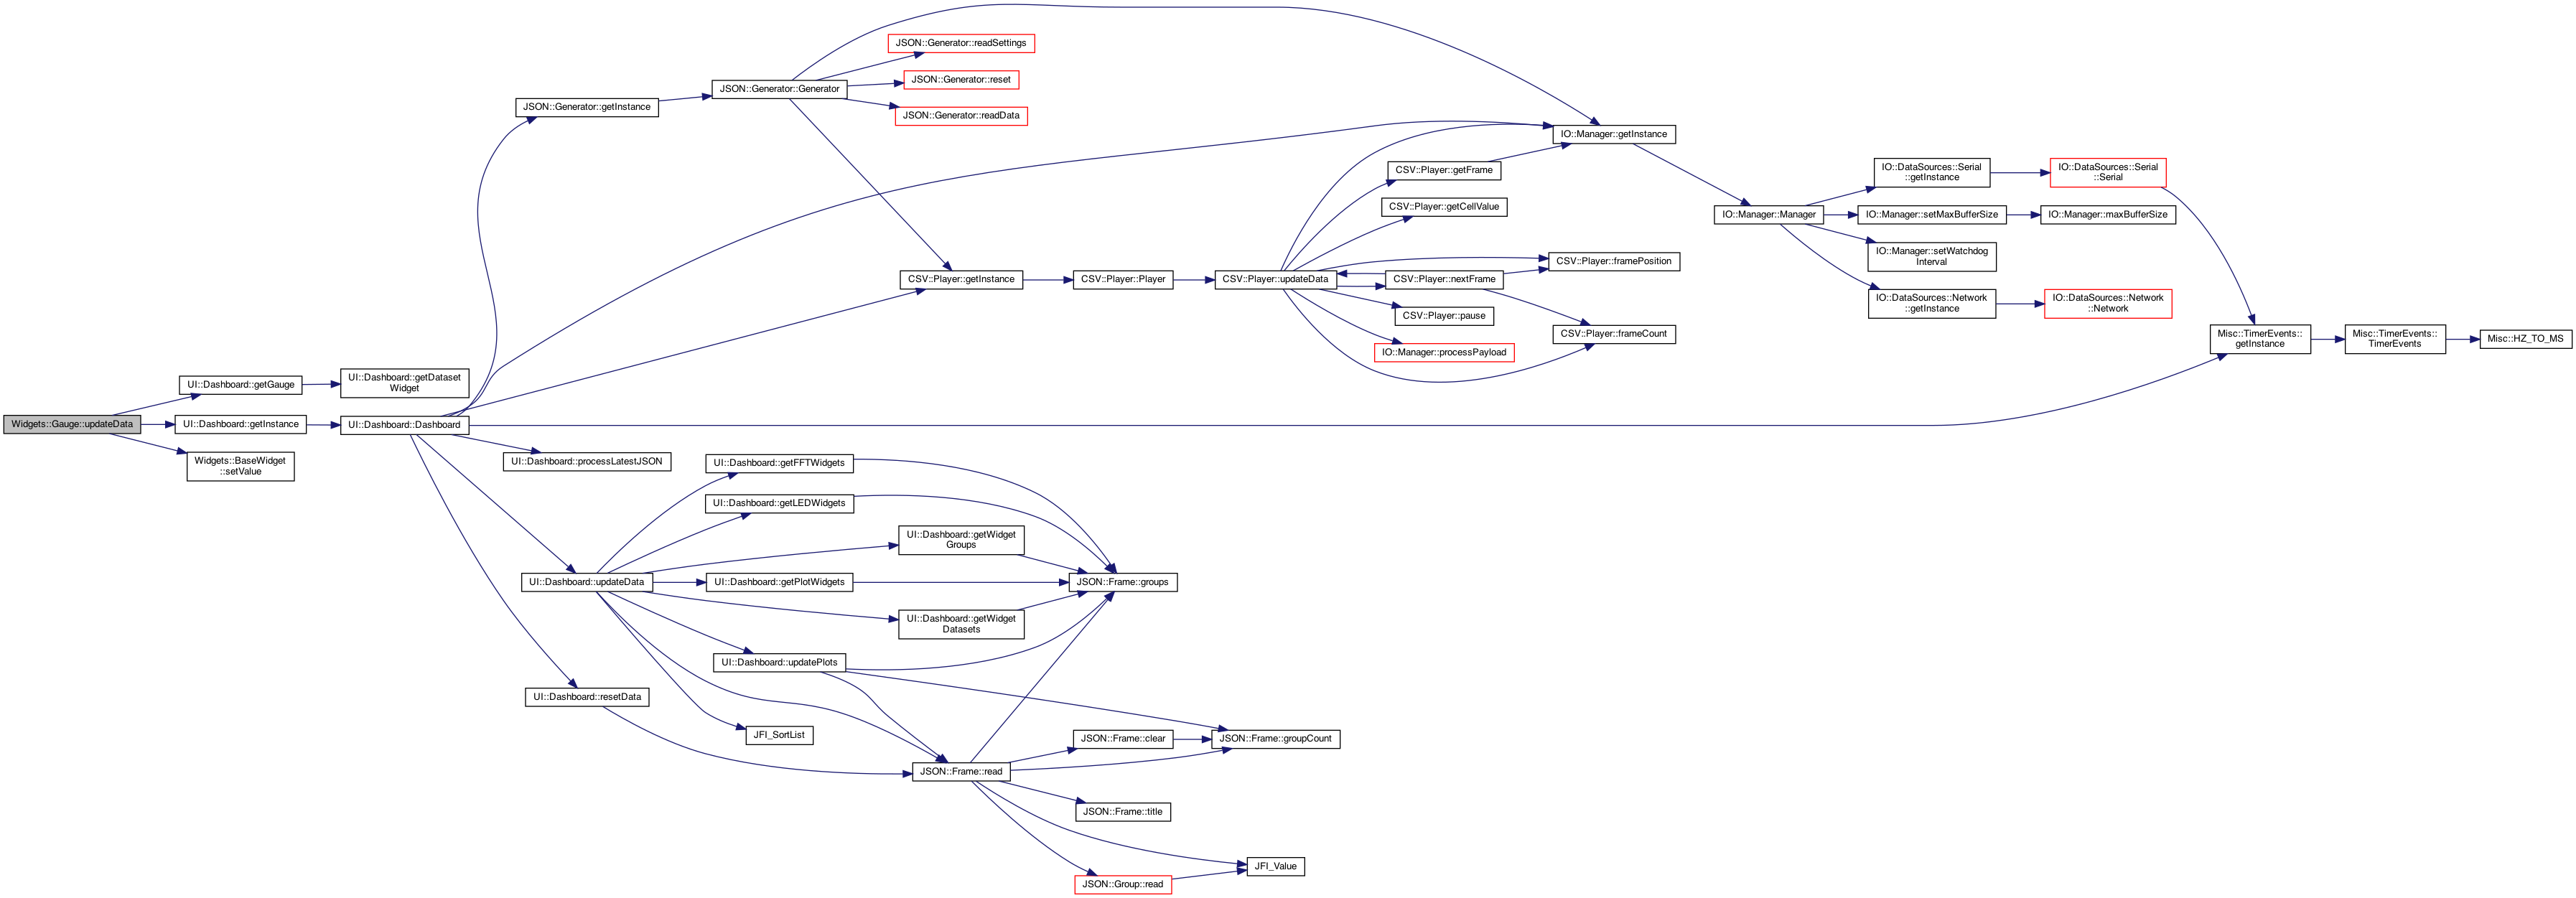 Widgets::Gauge::updateData
UI::Dashboard::getGauge
UI::Dashboard::getInstance
Widgets::BaseWidget
::setValue
UI::Dashboard::getDataset
Widget
UI::Dashboard::Dashboard
JSON::Generator::getInstance
UI::Dashboard::processLatestJSON
UI::Dashboard::updateData
UI::Dashboard::resetData
JSON::Generator::Generator
UI::Dashboard::getFFTWidgets
UI::Dashboard::getLEDWidgets
UI::Dashboard::getPlotWidgets
UI::Dashboard::updatePlots
JFI_SortList
JSON::Generator::readSettings
JSON::Generator::reset
JSON::Generator::readData
CSV::Player::getInstance
UI::Dashboard::getWidget
Groups
UI::Dashboard::getWidget
Datasets
JSON::Frame::read
CSV::Player::Player
JSON::Frame::groups
JSON::Frame::clear
JSON::Frame::title
JSON::Group::read
CSV::Player::updateData
JSON::Frame::groupCount
JFI_Value
CSV::Player::getFrame
CSV::Player::getCellValue
CSV::Player::nextFrame
CSV::Player::pause
IO::Manager::processPayload
IO::Manager::getInstance
CSV::Player::framePosition
CSV::Player::frameCount
IO::Manager::Manager
IO::DataSources::Serial
::getInstance
IO::Manager::setMaxBufferSize
IO::Manager::setWatchdog
Interval
IO::DataSources::Network
::getInstance
IO::DataSources::Serial
::Serial
IO::Manager::maxBufferSize
IO::DataSources::Network
::Network
Misc::TimerEvents::
getInstance
Misc::TimerEvents::
TimerEvents
Misc::HZ_TO_MS